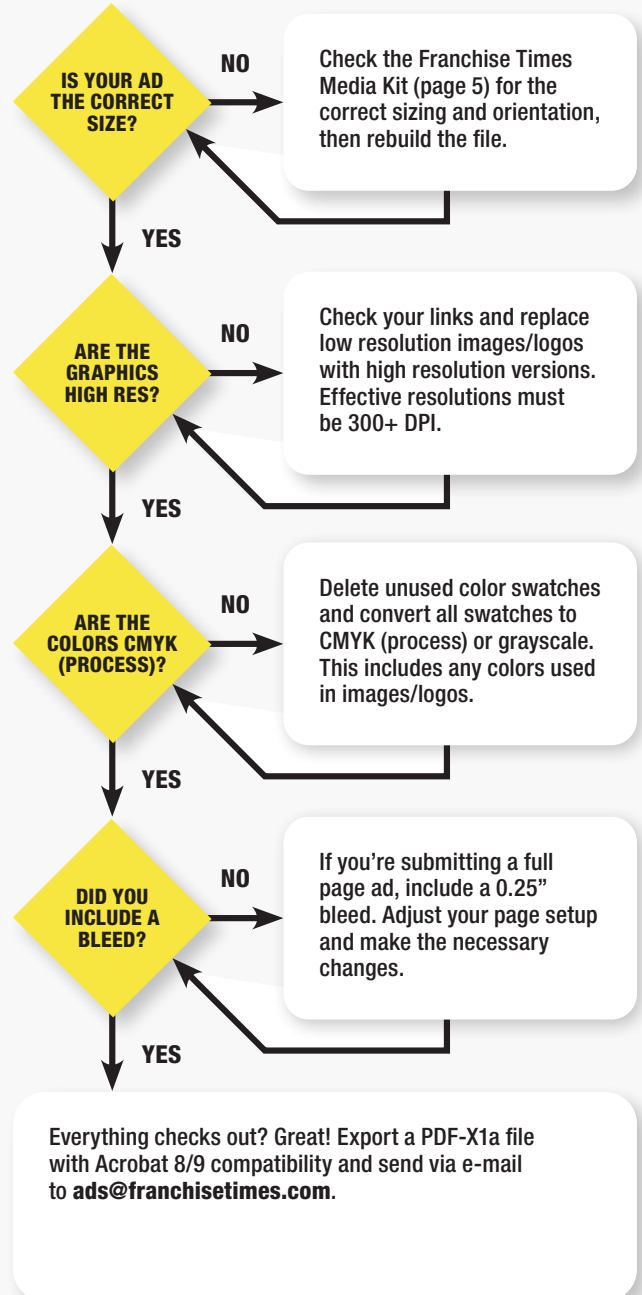 IS YOUR AD
THE CORRECT
SIZE?
NO
Check the Franchise Times
Media Kit (page 5) for the
correct sizing and orientation,
then rebuild the file.
YES
ARE THE
GRAPHICS
HIGH RES?
NO
Check your links and replace
low resolution images/logos
with high resolution versions.
Effective resolutions must
be 300+ DPI.
YES
ARE THE
COLORS CMYK
(PROCESS)?
NO
Delete unused color swatches
and convert all swatches to
CMYK (process) or grayscale.
This includes any colors used
in images/logos.
YES
DID YOU
INCLUDE A
BLEED?
NO
If you’re submitting a full
page ad, include a 0.25”
bleed. Adjust your page setup
and make the necessary
changes.
YES
Everything checks out? Great! Export a PDF-X1a file
with Acrobat 8/9 compatibility and send via e-mail
to ads@franchisetimes.com.